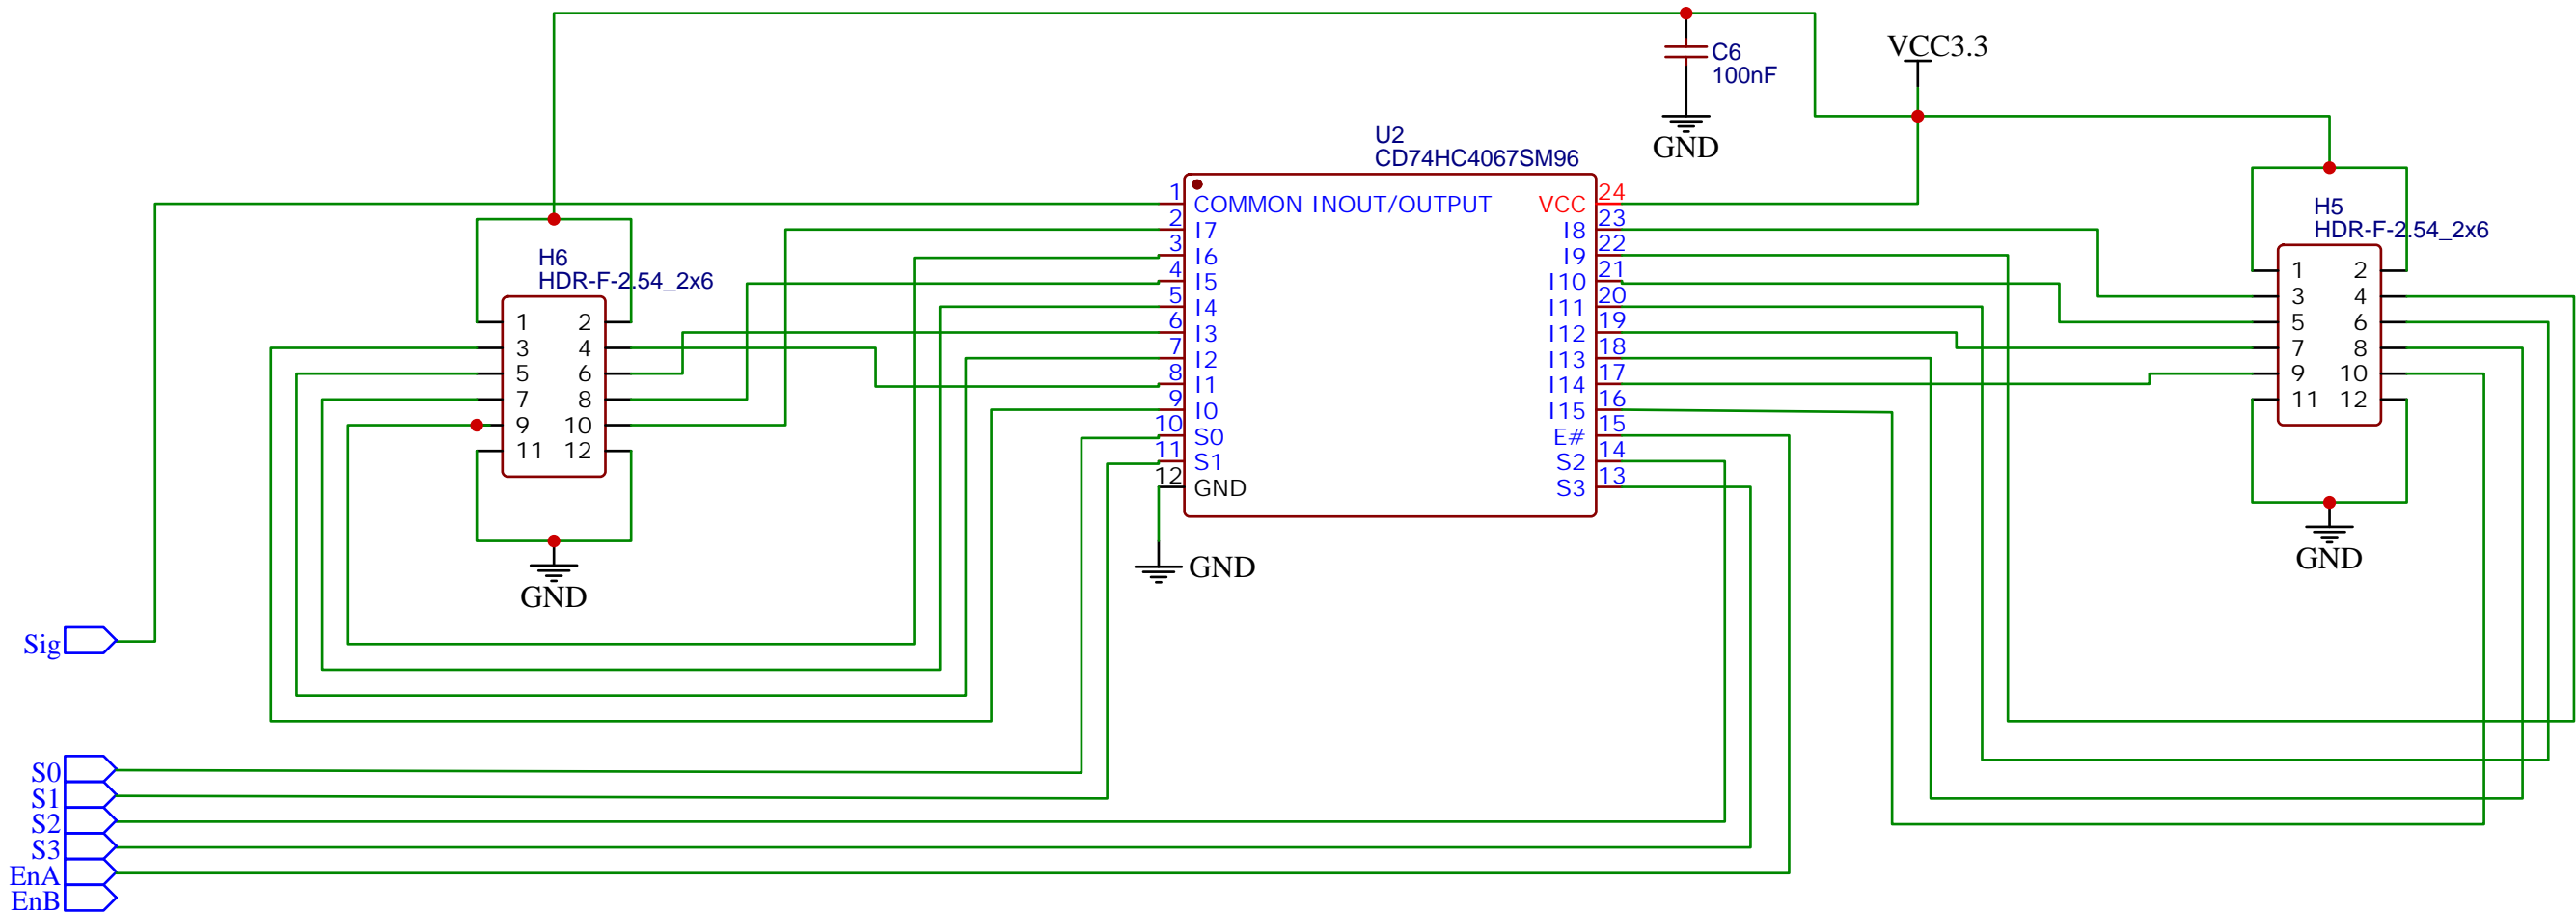 VCC3.3
C6
100nF
GND
U2
CD74HC4067SM96
1
COMMON INOUT/OUTPUT
VCC
24
2
I7
I8
23
3
I6
I9
22
4
I5
I10
21
5
I4
I11
20
6
I3
I12
19
7
I2
I13
18
8
I1
I14
17
9
I0
I15
16
10
S0
E#
15
11
S1
S2
14
12
GND
S3
13
GND
H6
HDR-F-2.54_2x6
1 2
3 4
5 6
7 8
9 10
11 12
GND
H5
HDR-F-2.54_2x6
1 2
3 4
5 6
7 8
9 10
11 12
GND
Sig
S0
S1
S2
S3
EnA
EnB